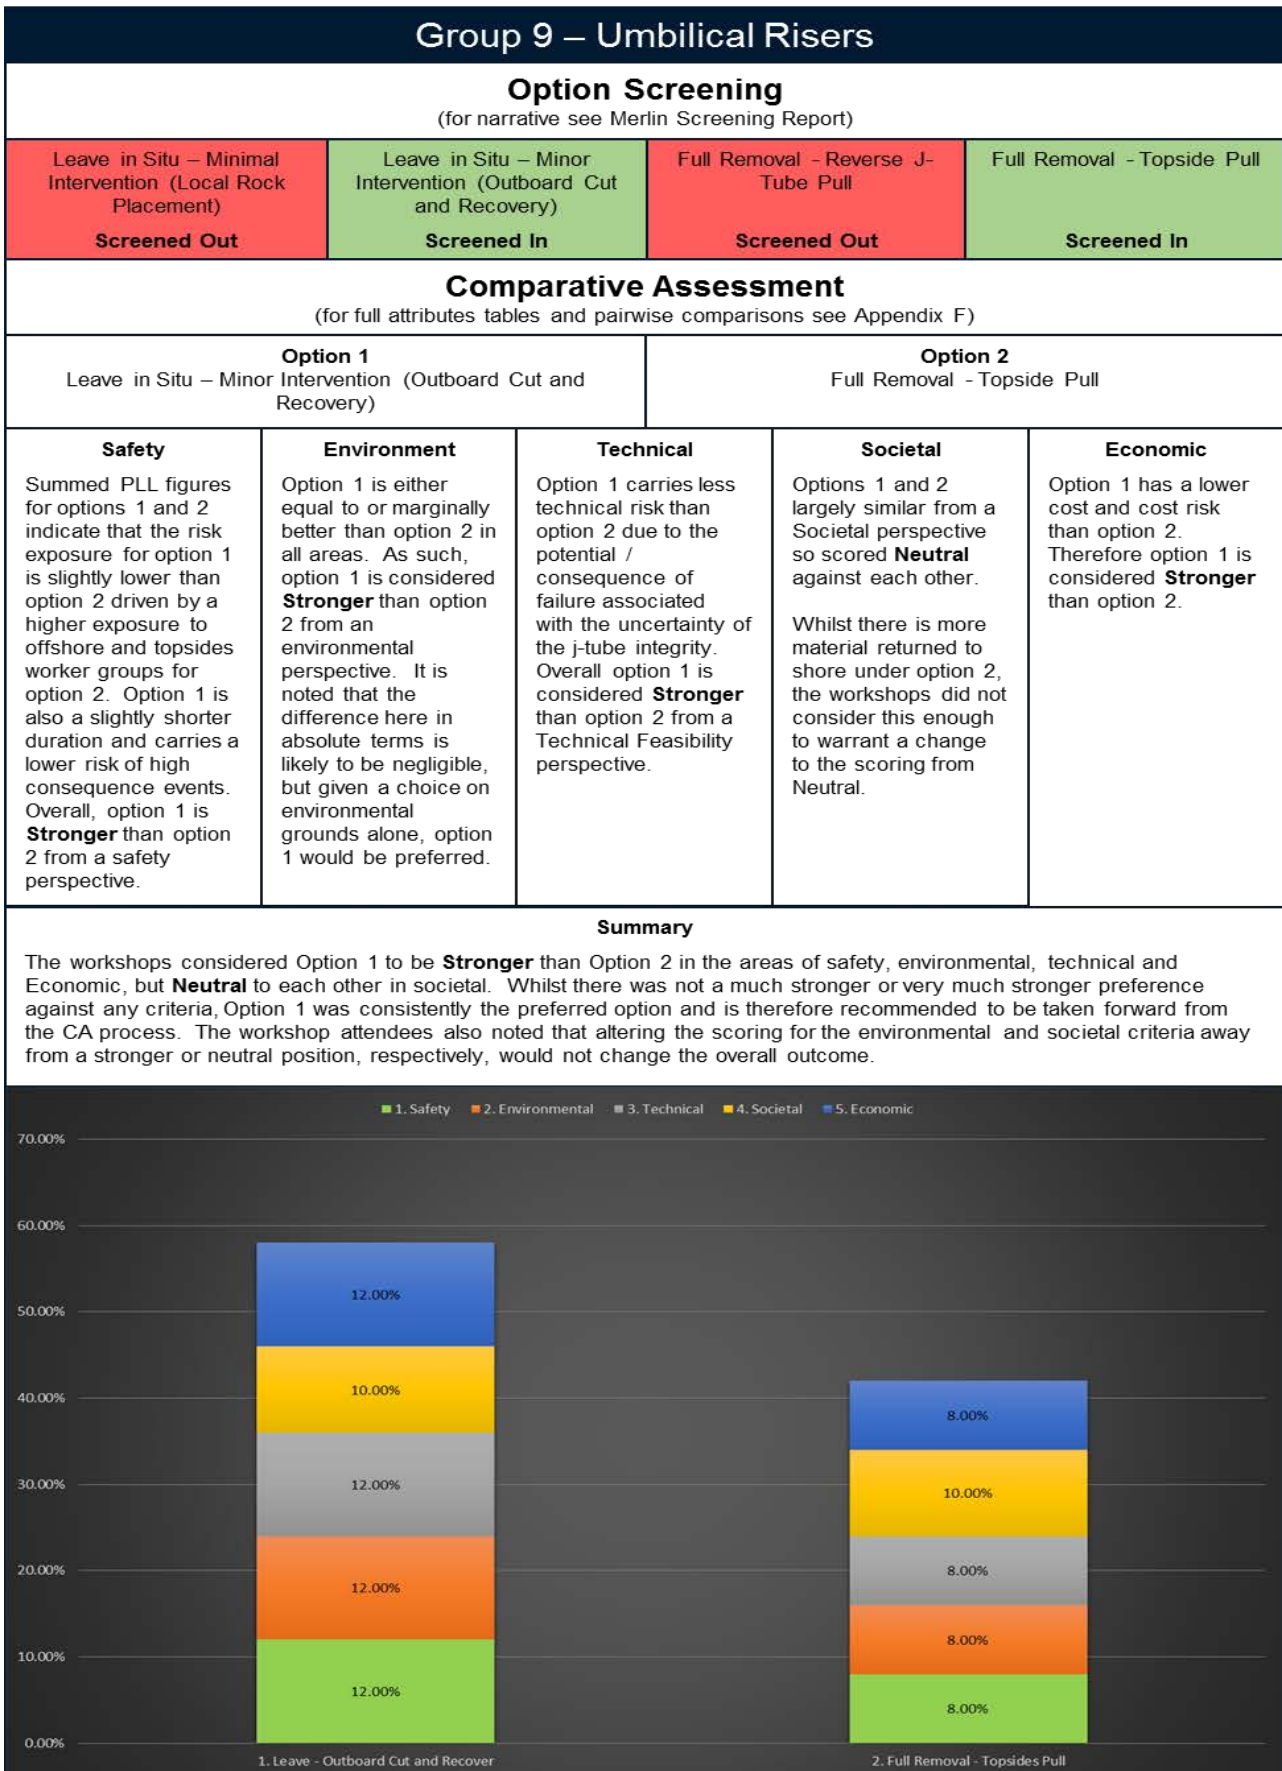 Group 9 – Umbilical Risers
Option Screening
(for narrative see Merlin Screening Report)
Leave in Situ – Minimal
Intervention (Local Rock
Placement)
Screened Out
Leave in Situ – Minor
Intervention (Outboard Cut
and Recovery)
Screened In
Full Removal - Reverse J-
Tube Pull
Screened Out
Full Removal - Topside Pull
Screened In
Comparative Assessment
(for full attributes tables and pairwise comparisons see Appendix F)
Option 1
Leave in Situ – Minor Intervention (Outboard Cut and
Recovery)
Option 2
Full Removal - Topside Pull
Safety
Summed PLL figures
for options 1 and 2
indicate that the risk
exposure for option 1
is slightly lower than
option 2 driven by a
higher exposure to
offshore and topsides
worker groups for
option 2. Option 1 is
also a slightly shorter
duration and carries a
lower risk of high
consequence events.
Overall, option 1 is
Stronger than option
2 from a safety
perspective.
Environment
Option 1 is either
equal to or marginally
better than option 2 in
all areas. As such,
option 1 is considered
Stronger than option
2 from an
environmental
perspective. It is
noted that the
difference here in
absolute terms is
likely to be negligible,
but given a choice on
environmental
grounds alone, option
1 would be preferred.
Technical
Option 1 carries less
technical risk than
option 2 due to the
potential /
consequence of
failure associated
with the uncertainty of
the j-tube integrity.
Overall option 1 is
considered Stronger
than option 2 from a
Technical Feasibility
perspective.
Societal
Options 1 and 2
largely similar from a
Societal perspective
so scored Neutral
against each other.
Whilst there is more
material returned to
shore under option 2,
the workshops did not
consider this enough
to warrant a change
to the scoring from
Neutral.
Economic
Option 1 has a lower
cost and cost risk
than option 2.
Therefore option 1 is
considered Stronger
than option 2.
Summary
The workshops considered Option 1 to be Stronger than Option 2 in the areas of safety, environmental, technical and
Economic, but Neutral to each other in societal. Whilst there was not a much stronger or very much stronger preference
against any criteria, Option 1 was consistently the preferred option and is therefore recommended to be taken forward from
the CA process. The workshop attendees also noted that altering the scoring for the environmental and societal criteria away
from a stronger or neutral position, respectively, would not change the overall outcome.
1. Safety 2. Environmental 3. Technical 4. Societal 5. Economic
70.00%
60.00%
50.00%
40.00%
30.00%
20.00%
10.00%
0.00%
12.00%
10.00%
12.00%
12.00%
12.00%
8.00%
10.00%
8.00%
8.00%
8.00%
1. Leave - Outboard Cut and Recover
2. Full Removal - Topsides Pull